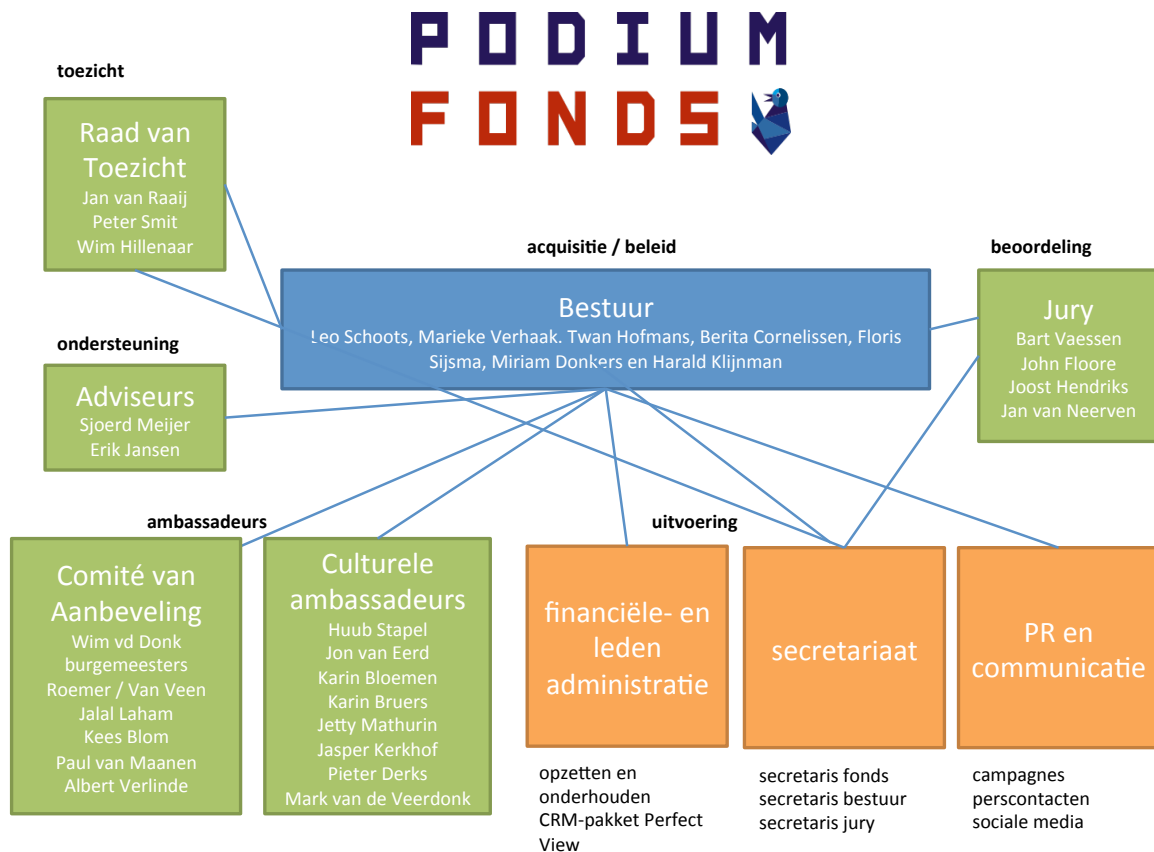 PODIUM
FONDS
toezicht
Raad van
Toezicht
Jan van Raaij
Peter Smit
Wim Hillenaar
acquisitie / beleid
Bestuur
Leo Schoots, Marieke Verhaak. Twan Hofmans, Berita Cornelissen, Floris
Sijsma, Miriam Donkers en Harald Klijnman
beoordeling
Jury
Bart Vaessen
John Floore
Joost Hendriks
Jan van Neerven
ondersteuning
Adviseurs
Sjoerd Meijer
Erik Jansen
ambassadeurs
Comité van
Aanbeveling
Wim vd Donk
burgemeesters
Roemer / Van Veen
Jalal Laham
Kees Blom
Paul van Maanen
Albert Verlinde
Culturele
ambassadeurs
Huub Stapel
Jon van Eerd
Karin Bloemen
Karin Bruers
Jetty Mathurin
Jasper Kerkhof
Pieter Derks
Mark van de Veerdonk
uitvoering
financiële- en
leden
administratie
opzetten en
onderhouden
CRM-pakket Perfect
View
secretariaat
secretaris fonds
secretaris bestuur
secretaris jury
PR en
communicatie
campagnes
perscontacten
sociale media